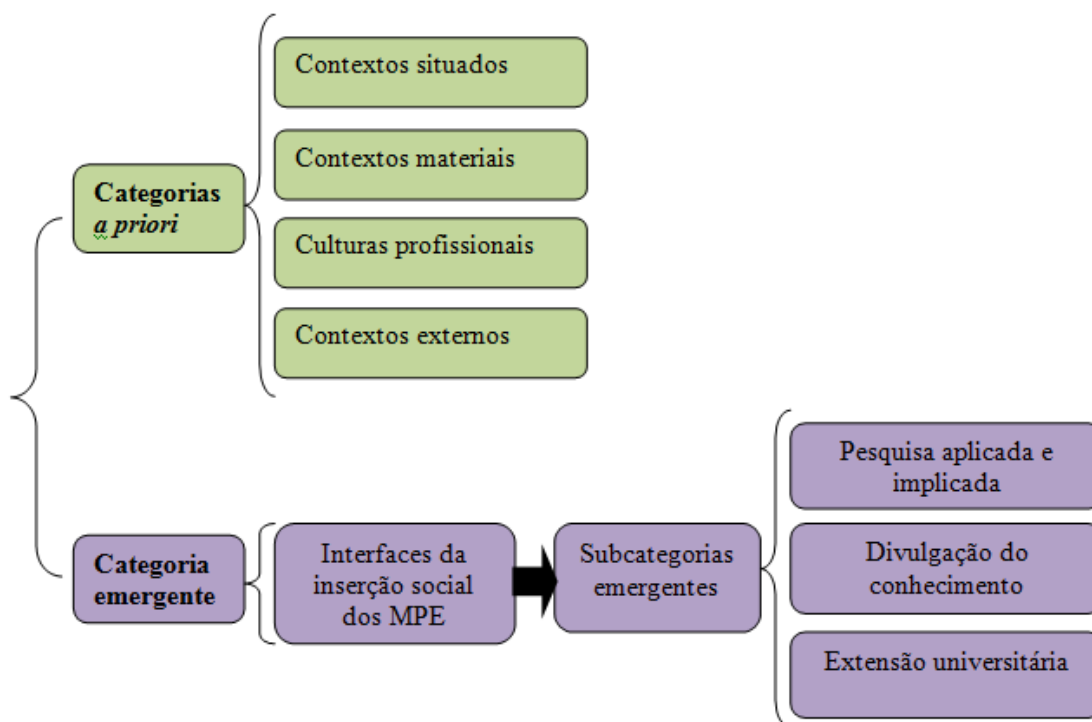 Contextos situados
Contextos materiais
Categorias
a priori
Culturas profissionais
Contextos externos
Pesquisa aplicada e
implicada
Categoria
emergente
Interfaces da
inserção social
dos MPE
Subcategorias
emergentes
Divulgação do
conhecimento
Extensão universitária